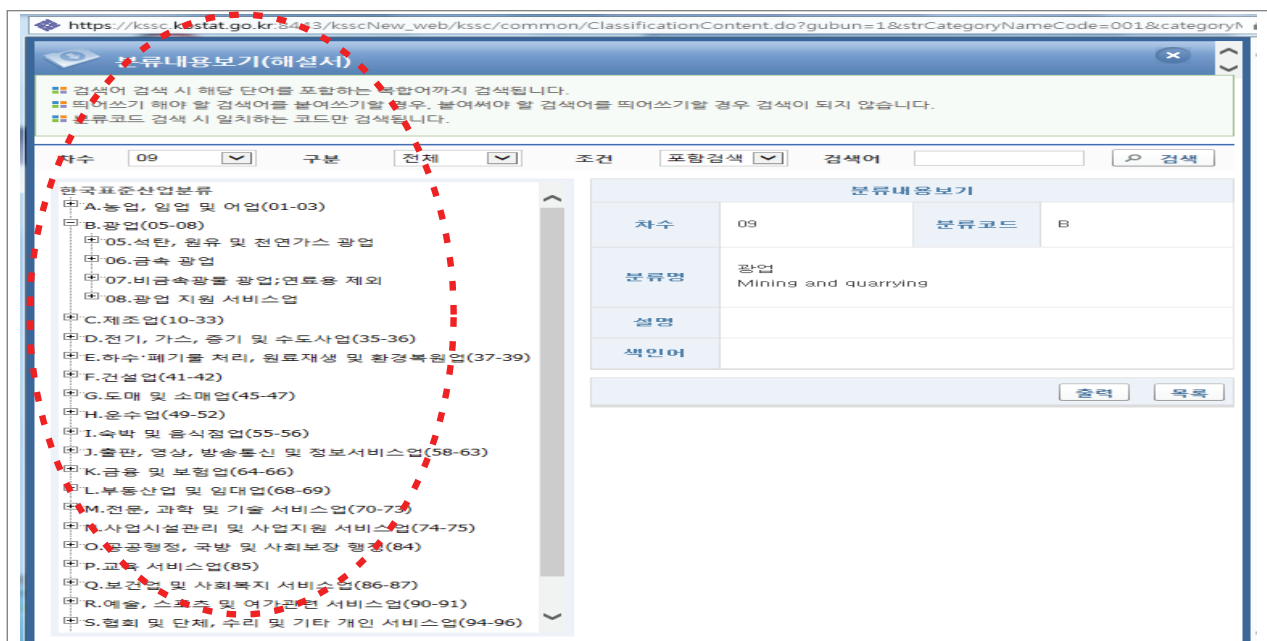 https://kssc.kostat.go.kr:8443/ksscNew_web/kssc/common/ClassificationContent.do?gubun=1&strCategoryNameCode=001&categoryN
분류내용보기(해설서)
검색어 검색 시 해당 단어를 포함하는 복합어까지 검색됩니다.
띄어쓰기 해야 할 검색어를 붙여쓰기할 경우, 붙여써야 할 검색어를 띄어쓰기할 경우 검색이 되지 않습니다.
분류코드 검색 시 일치하는 코드만 검색됩니다.
차수 09 구분 전체 조건 포함검색 검색어 검색
한국표준산업분류
A.농업, 임업 및 어업(01-03)
B.광업(05-08)
05.석탄, 원유 및 천연가스 광업
06.금속 광업
07.비금속광물 광업;연료용 제외
08.광업 지원 서비스업
C.제조업(10-33)
D.전기, 가스, 증기 및 수도사업(35-36)
E.하수·폐기물 처리, 원료재생 및 환경복원업(37-39)
F.건설업(41-42)
G.도매 및 소매업(45-47)
H.운수업(49-52)
I.숙박 및 음식점업(55-56)
J.출판, 영상, 방송통신 및 정보서비스업(58-63)
K.금융 및 보험업(64-66)
L.부동산업 및 임대업(68-69)
M.전문, 과학 및 기술 서비스업(70-73)
N.사업시설관리 및 사업지원 서비스업(74-75)
O.공공행정, 국방 및 사회보장 행정(84)
P.교육 서비스업(85)
Q.보건업 및 사회복지 서비스업(86-87)
R.예술, 스포츠 및 여가관련 서비스업(90-91)
S.협회 및 단체, 수리 및 기타 개인 서비스업(94-96)
분류내용보기
차수 09 분류코드 B
분류명 광업
Mining and quarrying
설명
색인어
출력 목록